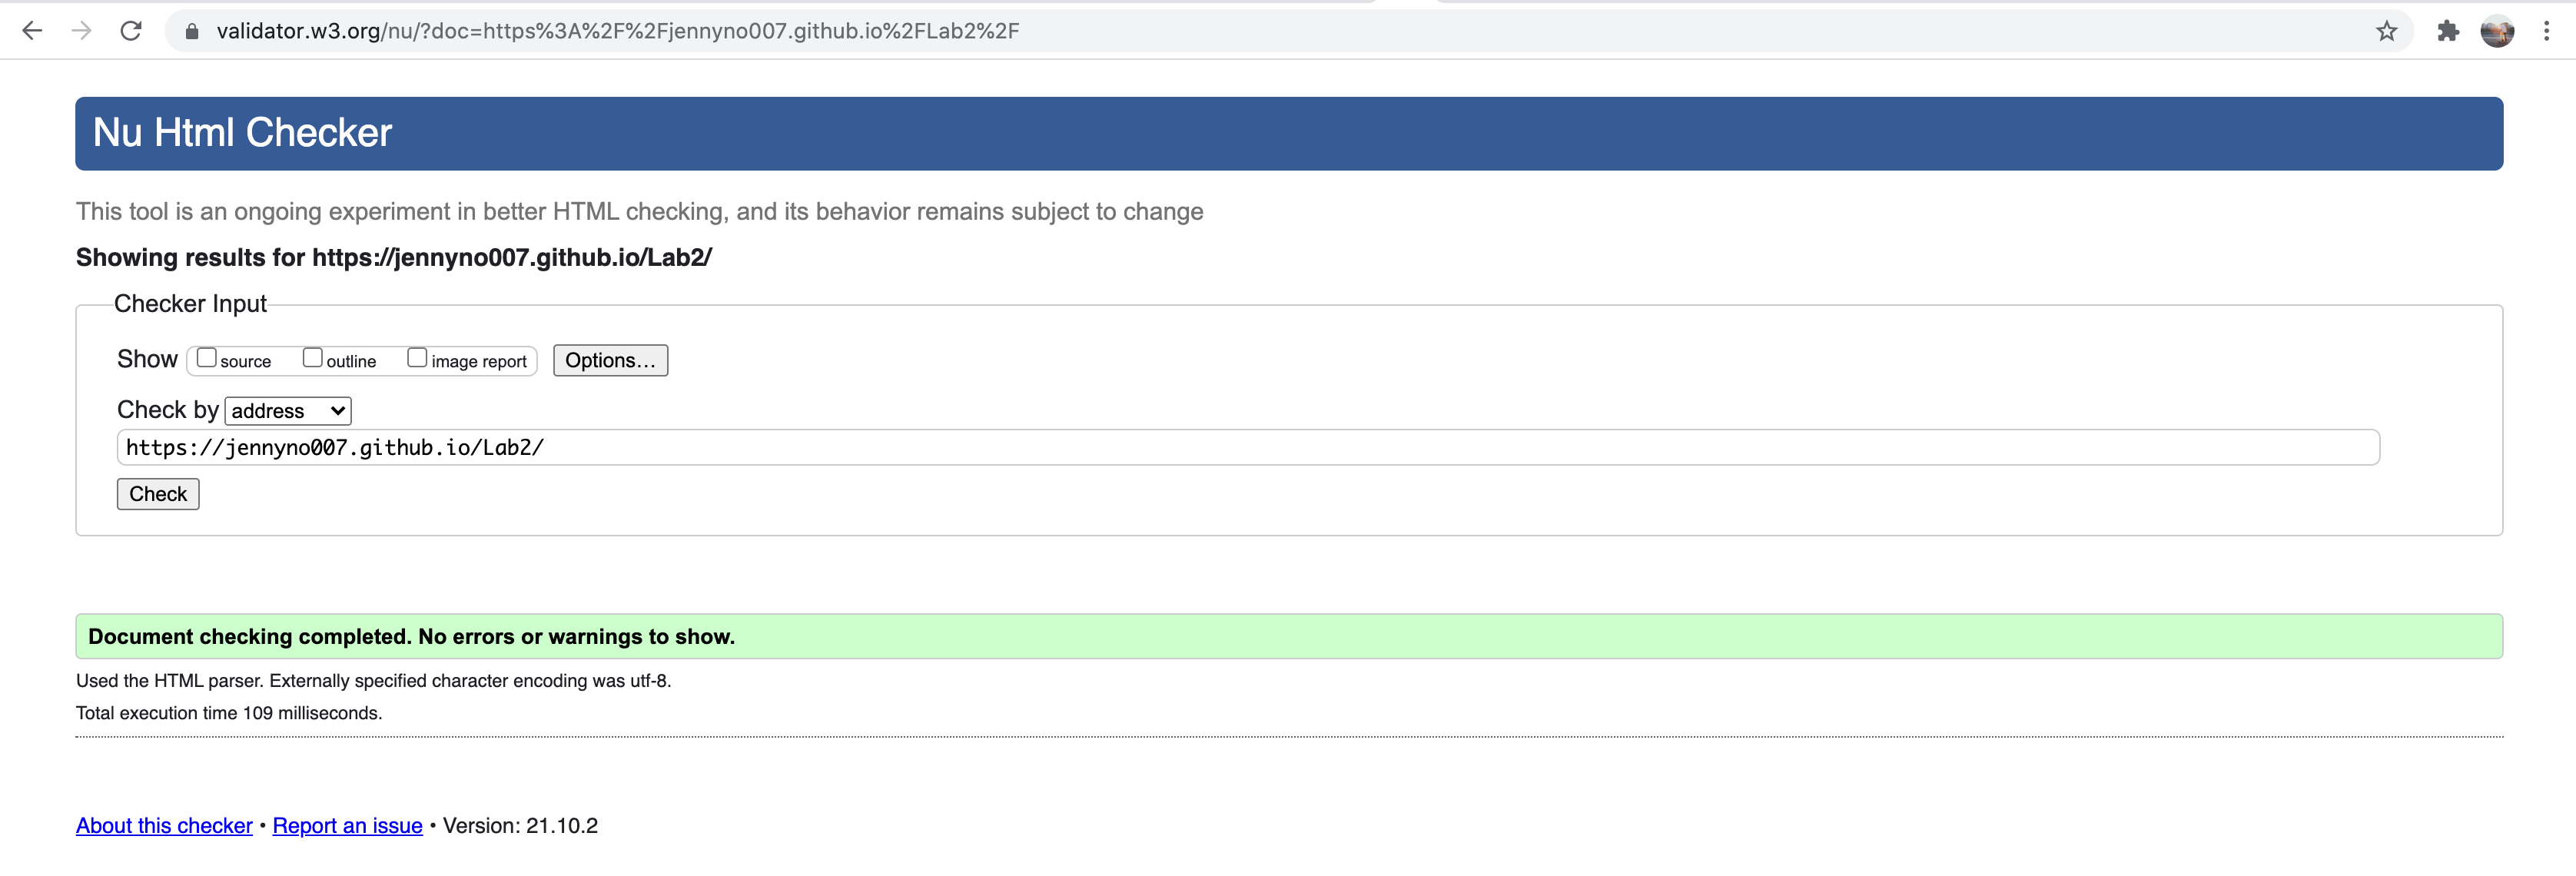 validator.w3.org/nu/?doc=https%3A%2F%2Fjennyno007.github.io%2FLab2%2F
Nu Html Checker
This tool is an ongoing experiment in better HTML checking, and its behavior remains subject to change
Showing results for https://jennyno007.github.io/Lab2/
Checker Input
Show source outline image report Options...
Check by address
https://jennyno007.github.io/Lab2/
Check
Document checking completed. No errors or warnings to show.
Used the HTML parser. Externally specified character encoding was utf-8.
Total execution time 109 milliseconds.
About this checker • Report an issue • Version: 21.10.2